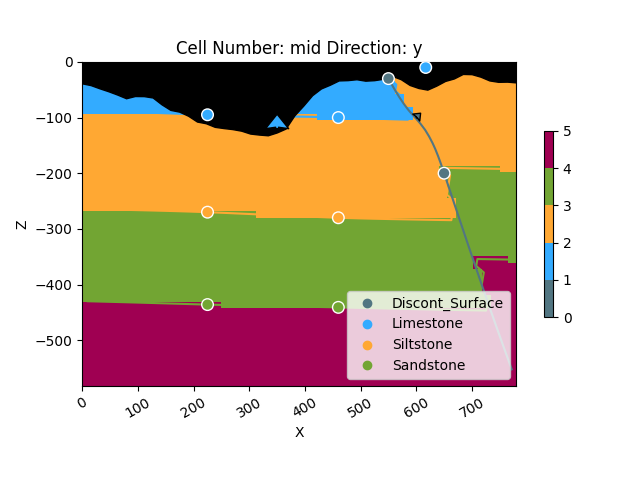 Cell Number: mid Direction: y
0
−100
−200
−300
−400
−500
Z
0
100
200
300
400
500
600
700
X
Discont_Surface
Limestone
Siltstone
Sandstone
5
4
3
2
1
0